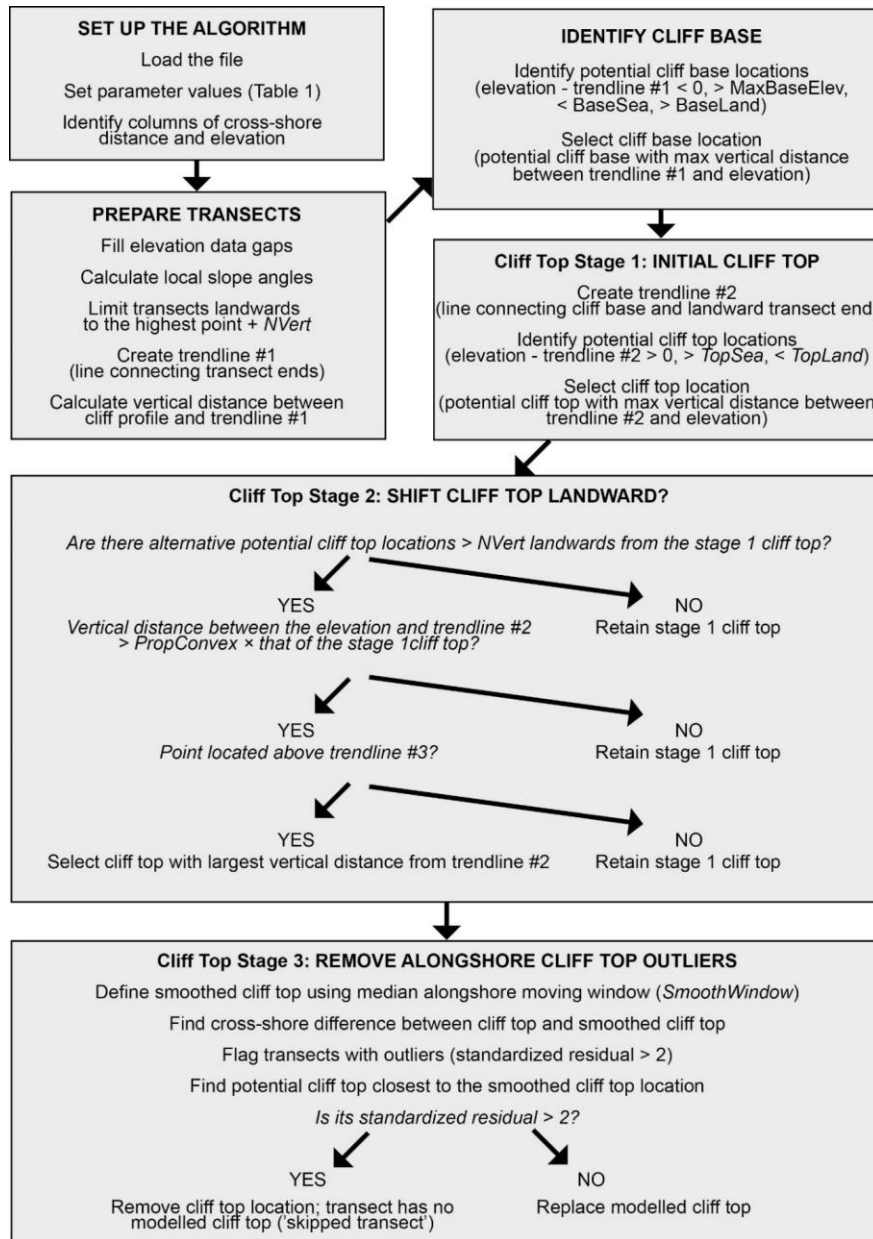 SET UP THE ALGORITHM
Load the file
Set parameter values (Table 1)
Identify columns of cross-shore
distance and elevation
PREPARE TRANSECTS
Fill elevation data gaps
Calculate local slope angles
Limit transects landwards
to the highest point + NVert
Create trendline #1
(line connecting transect ends)
Calculate vertical distance between
cliff profile and trendline #1
IDENTIFY CLIFF BASE
Identify potential cliff base locations
(elevation - trendline #1 < 0, > MaxBaseElev,
< BaseSea, > BaseLand)
Select cliff base location
(potential cliff base with max vertical distance
between trendline #1 and elevation)
Cliff Top Stage 1: INITIAL CLIFF TOP
Create trendline #2
(line connecting cliff base and landward transect end
Identify potential cliff top locations
(elevation - trendline #2 > 0, > TopSea, < TopLand)
Select cliff top location
(potential cliff top with max vertical distance between
trendline #2 and elevation)
Cliff Top Stage 2: SHIFT CLIFF TOP LANDWARD?
Are there alternative potential cliff top locations > NVert landwards from the stage 1 cliff top?
YES
Vertical distance between the elevation and trendline #2
> PropConvex × that of the stage 1cliff top?
NO
Retain stage 1 cliff top
YES
Point located above trendline #3?
NO
Retain stage 1 cliff top
YES
Select cliff top with largest vertical distance from trendline #2
NO
Retain stage 1 cliff top
Cliff Top Stage 3: REMOVE ALONGSHORE CLIFF TOP OUTLIERS
Define smoothed cliff top using median alongshore moving window (SmoothWindow)
Find cross-shore difference between cliff top and smoothed cliff top
Flag transects with outliers (standardized residual > 2)
Find potential cliff top closest to the smoothed cliff top location
Is its standardized residual > 2?
YES
Remove cliff top location; transect has no
modelled cliff top ('skipped transect')
NO
Replace modelled cliff top